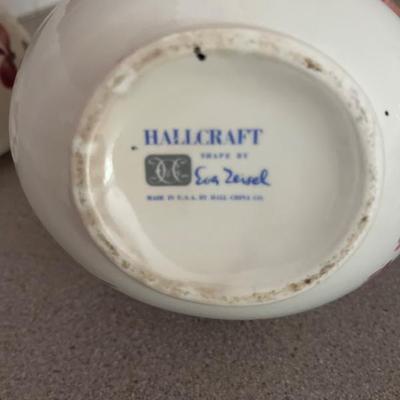 HALLCRAFT
SHAPE BY
Eva Zeisel
MADE IN U.S.A. BY HALL CHINA CO.